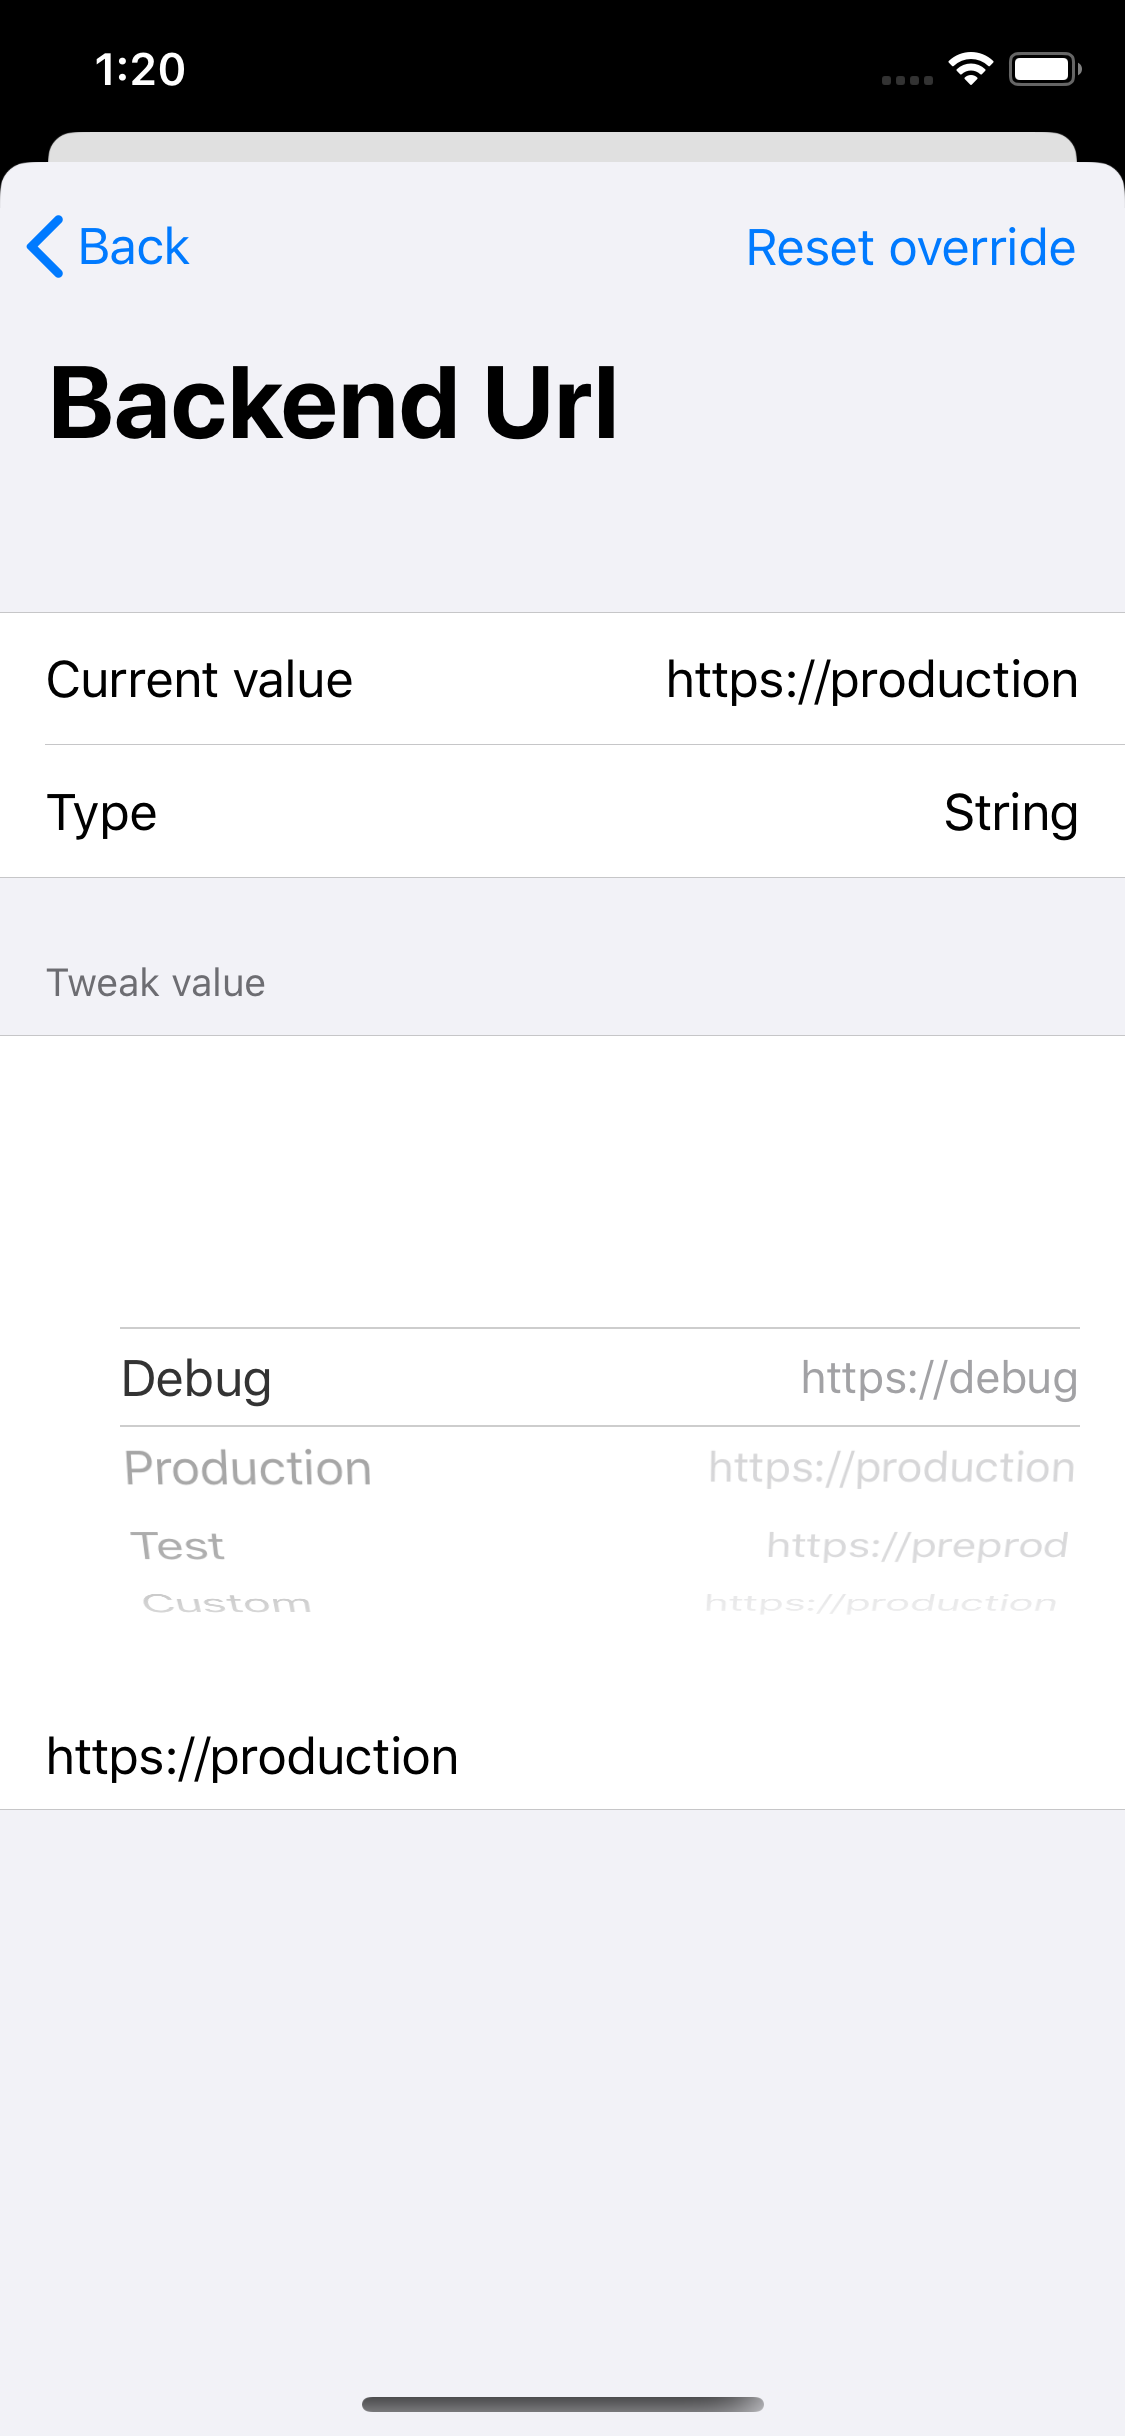 1:20
Back
Reset override
Backend Url
Current value
https://production
Type
String
Tweak value
Debug
https://debug
Production
https://production
Test
https://preprod
Custom
https://production
https://production